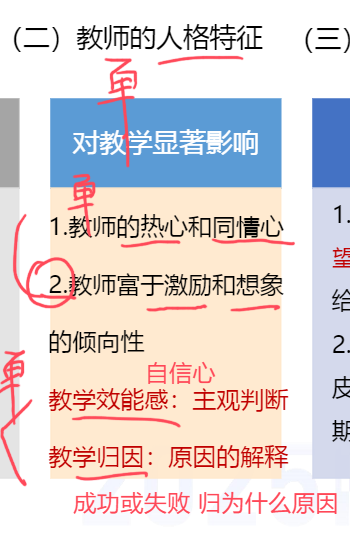 （二）教师的人格特征
（三）
单
对教学显著影响
单
1.教师的热心和同情心
2.教师富于激励和想象
的倾向性
自信心
单
教学效能感：主观判断
教学归因：原因的解释
成功或失败 归为什么原因
1.
望
给
2.
皮
期